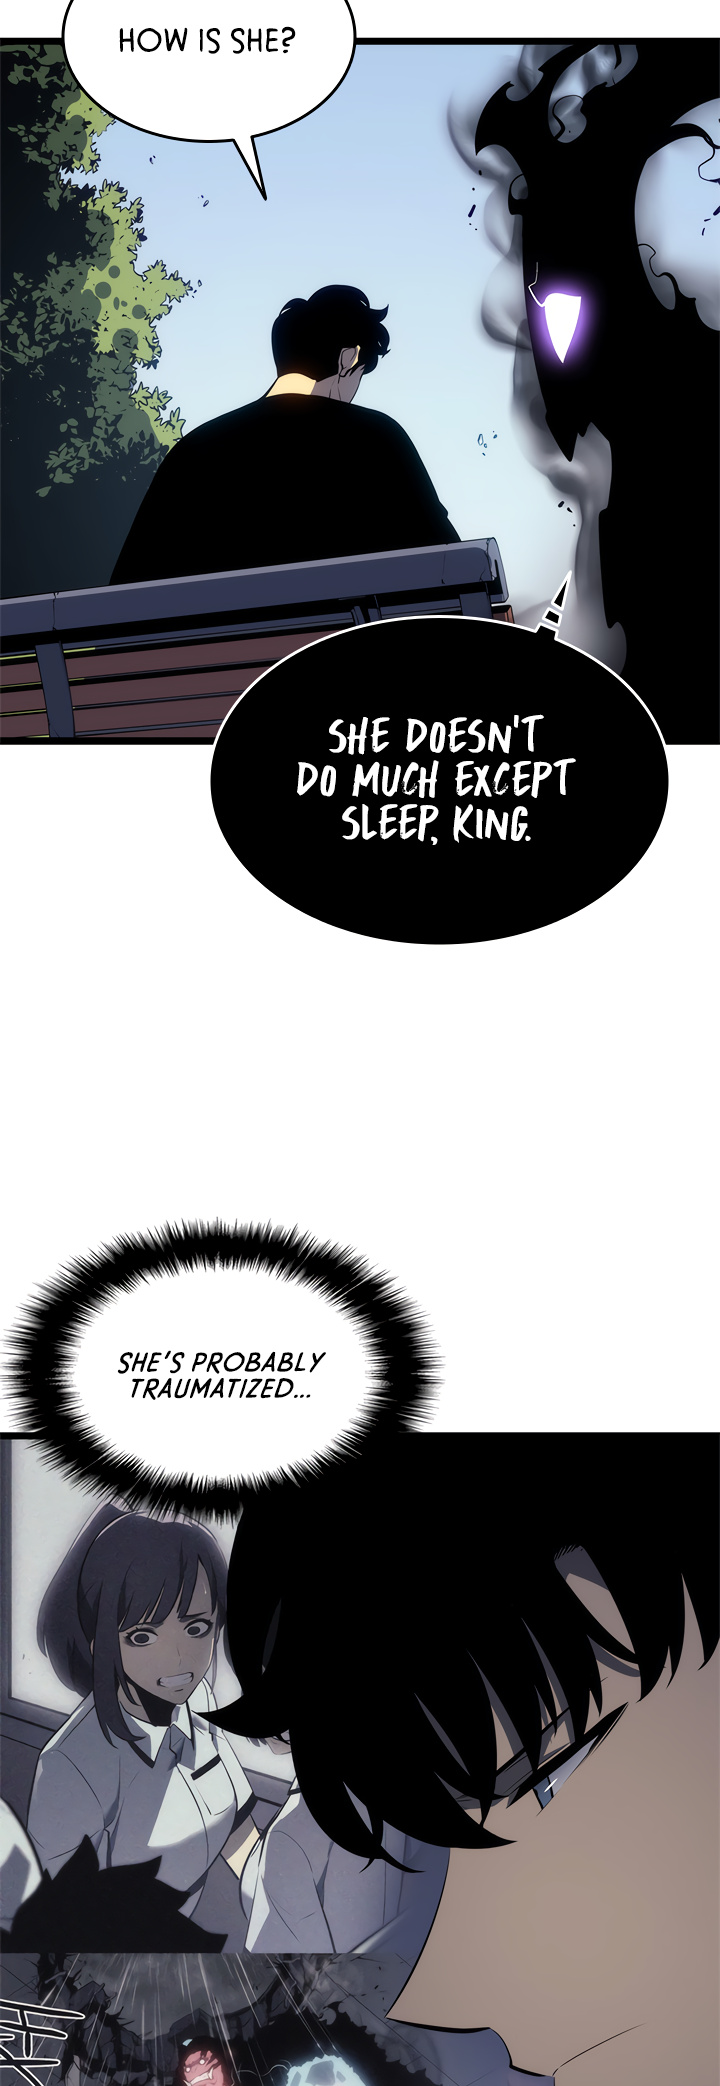 HOW IS SHE?
SHE DOESN'T
DO MUCH EXCEPT
SLEEP, KING.
SHE'S PROBABLY
TRAUMATIZED...